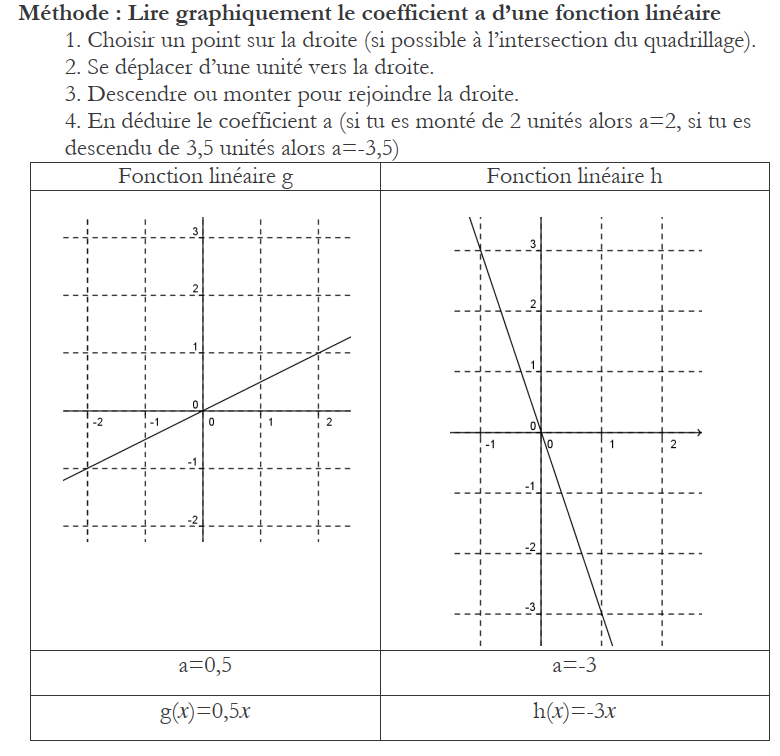 Méthode : Lire graphiquement le coefficient a d’une fonction linéaire
1. Choisir un point sur la droite (si possible à l’intersection du quadrillage).
2. Se déplacer d’une unité vers la droite.
3. Descendre ou monter pour rejoindre la droite.
4. En déduire le coefficient a (si tu es monté de 2 unités alors a=2, si tu es
descendu de 3,5 unités alors a=-3,5)
Fonction linéaire g
3
2
1
0
-2 -1 0 1 2
-1
-2
a=0,5
g(x)=0,5x
Fonction linéaire h
3
2
1
0
-1 0 1 2
-1
-2
-3
a=-3
h(x)=-3x